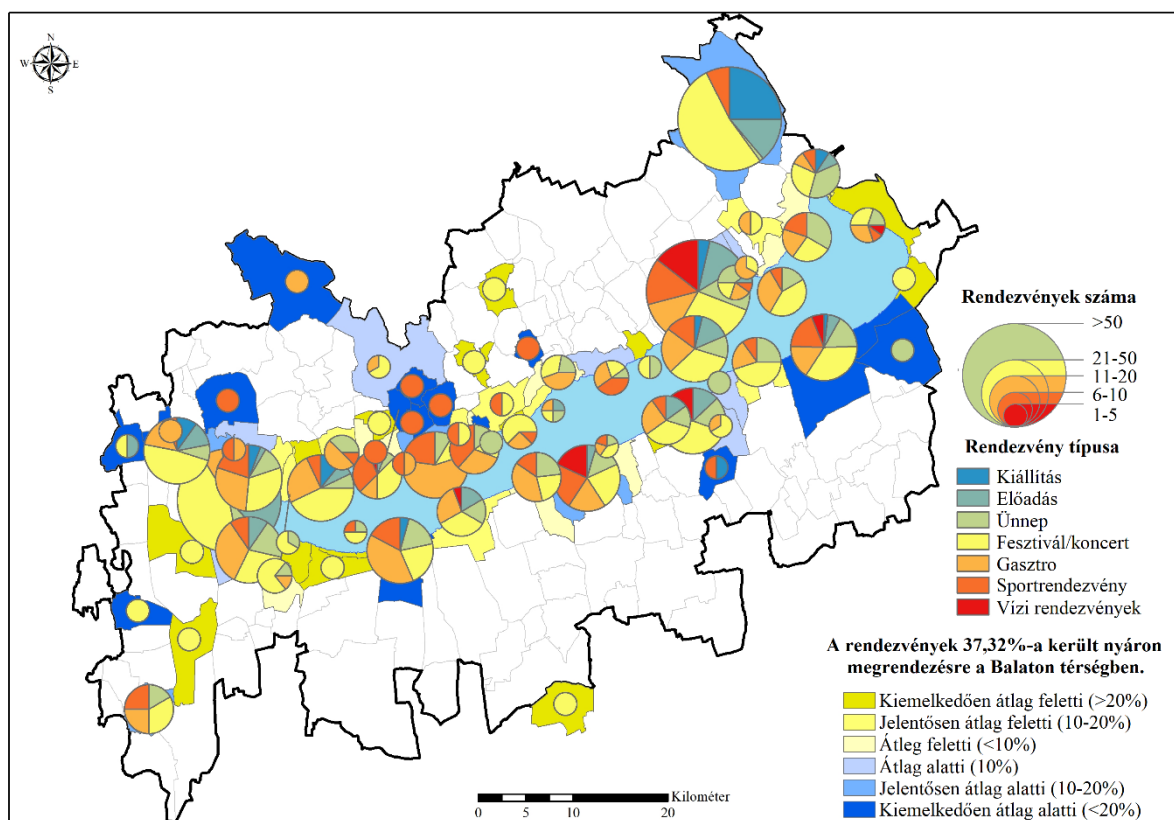 N
W E
S
Rendezvények száma
>50
21-50
11-20
6-10
1-5
Rendezvény típusa
Kiállítás
Előadás
Ünnep
Fesztivál/koncert
Gasztro
Sportrendezvény
Vízi rendezvények
A rendezvények 37,32%-a került nyáron
megrendezésre a Balaton térségben.
Kiemelkedően átlag feletti (>20%)
Jelentősen átlag feletti (10-20%)
Átleg feletti (<10%)
Átlag alatti (10%)
Jelentősen átlag alatti (10-20%)
Kiemelkedően átlag alatti (<20%)
Kilométer
0 5 10 20